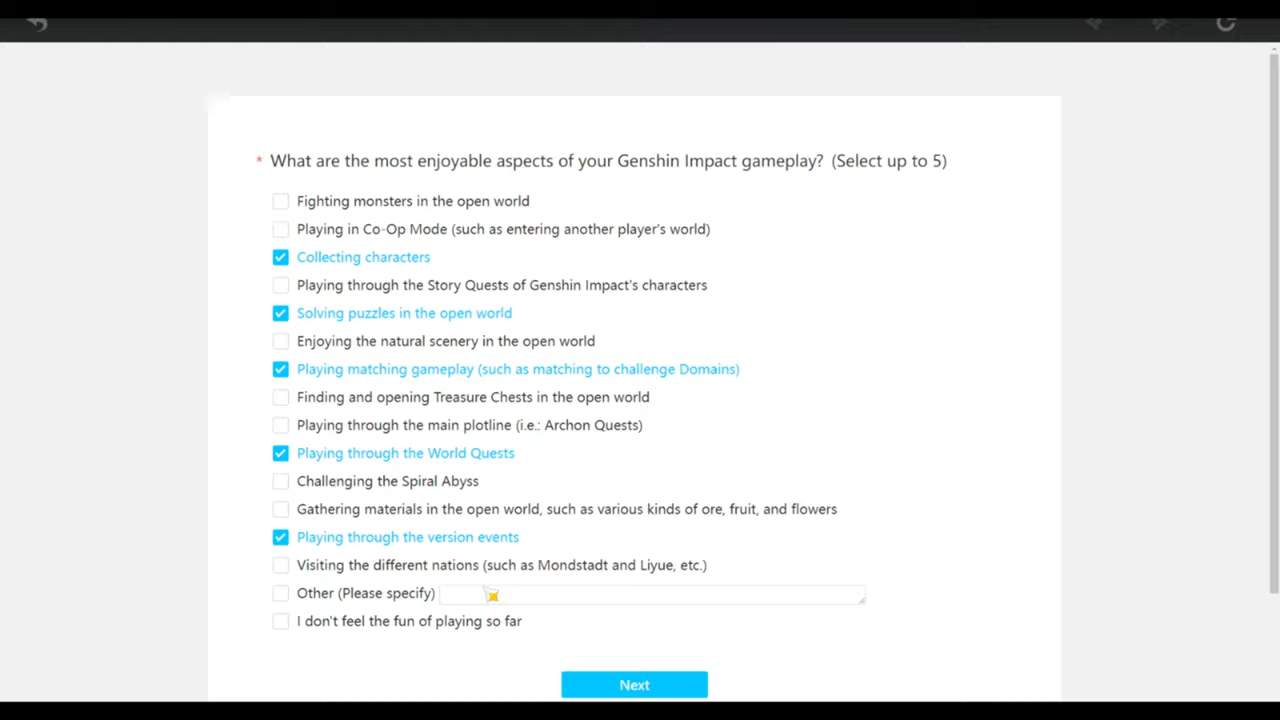 * What are the most enjoyable aspects of your Genshin Impact gameplay? (Select up to 5)
Fighting monsters in the open world
Playing in Co-Op Mode (such as entering another player's world)
Collecting characters
Playing through the Story Quests of Genshin Impact's characters
Solving puzzles in the open world
Enjoying the natural scenery in the open world
Playing matching gameplay (such as matching to challenge Domains)
Finding and opening Treasure Chests in the open world
Playing through the main plotline (i.e.: Archon Quests)
Playing through the World Quests
Challenging the Spiral Abyss
Gathering materials in the open world, such as various kinds of ore, fruit, and flowers
Playing through the version events
Visiting the different nations (such as Mondstadt and Liyue, etc.)
Other (Please specify)
I don't feel the fun of playing so far
Next